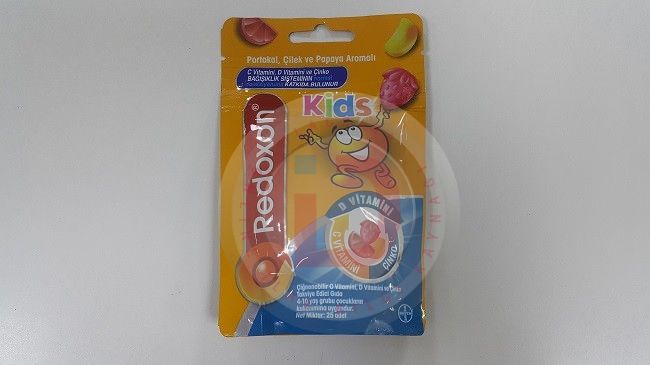 Portakal, Çilek ve Papaya Aromalı
C Vitamini, D Vitamini ve Çinko
BAĞIŞIKLIK SİSTEMİNİN normal
KATKIDA BULUNUR
Kids
Redoxon®
D VİTAMİNİ
C VİTAMİNİ
ÇİNKO
Çiğnenebilir C Vitamini, D Vitamini ve Çinko
Takviye Edici Gıda
4-10 yaş grubu çocukların
kullanımına uygundur.
Net Miktar: 25 adet